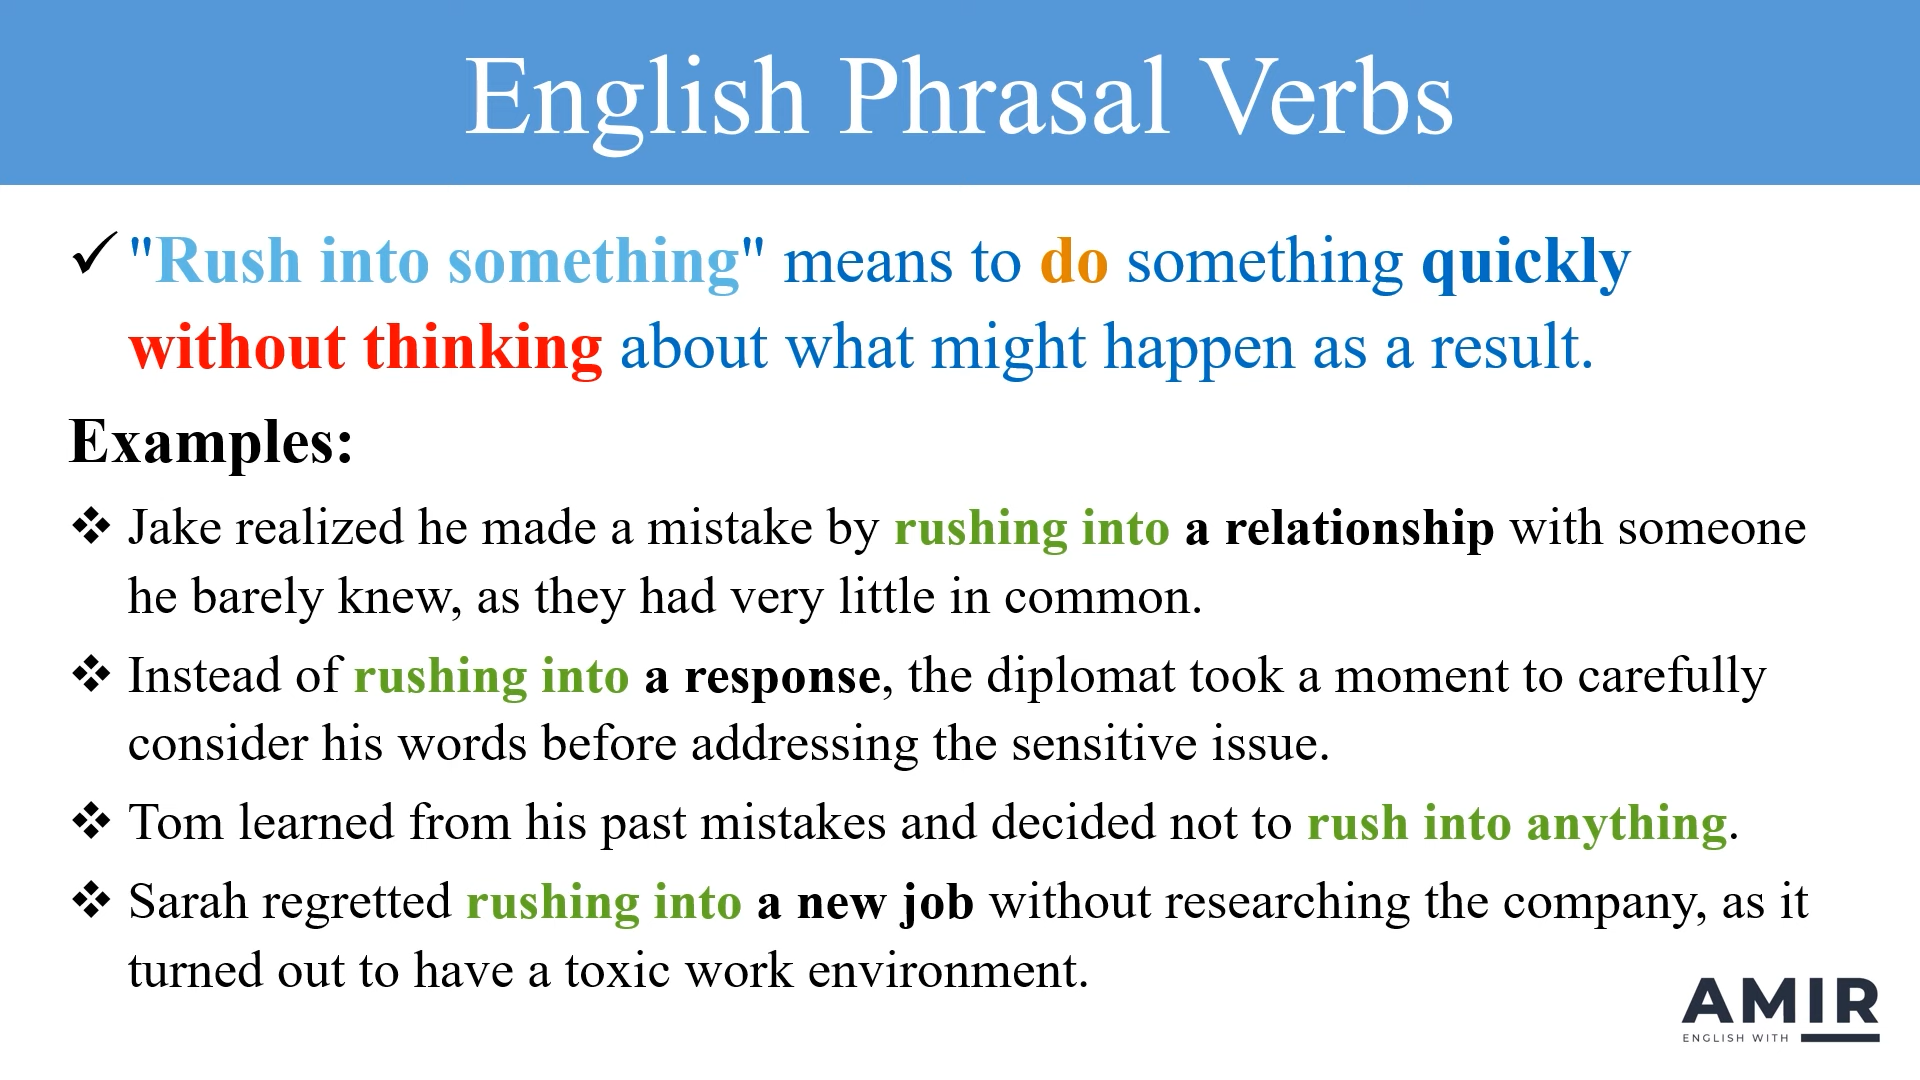 English Phrasal Verbs
✓ "Rush into something" means to do something quickly
without thinking about what might happen as a result.
Examples:
❖ Jake realized he made a mistake by rushing into a relationship with someone
he barely knew, as they had very little in common.
❖ Instead of rushing into a response, the diplomat took a moment to carefully
consider his words before addressing the sensitive issue.
❖ Tom learned from his past mistakes and decided not to rush into anything.
❖ Sarah regretted rushing into a new job without researching the company, as it
turned out to have a toxic work environment.
AMIR
ENGLISH WITH